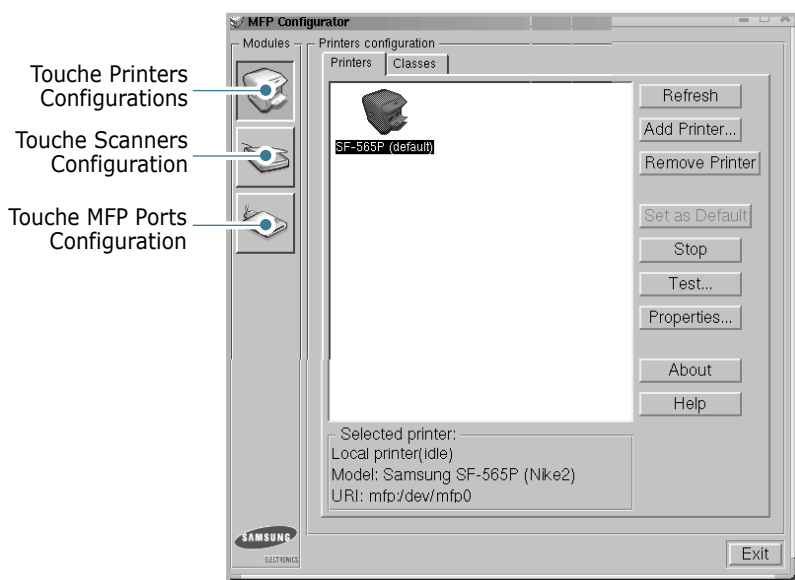 MFP Configurator
Modules
Printers configuration
Printers
Classes
Touche Printers
Configurations
Touche Scanners
Configuration
Touche MFP Ports
Configuration
SF-565P (default)
Refresh
Add Printer...
Remove Printer
Set as Default
Stop
Test...
Properties...
About
Help
Selected printer:
Local printer(idle)
Model: Samsung SF-565P (Nike2)
URI: mfp:/dev/mfp0
SAMSUNG
ELECTRONICS
Exit